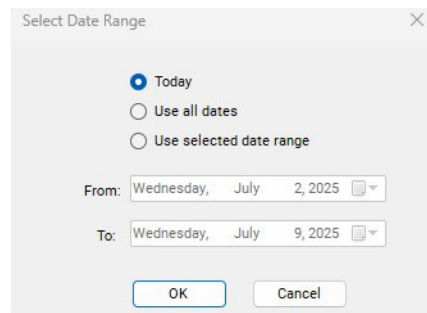 Select Date Range
Today
Use all dates
Use selected date range
From: Wednesday, July 2, 2025
To: Wednesday, July 9, 2025
OK Cancel